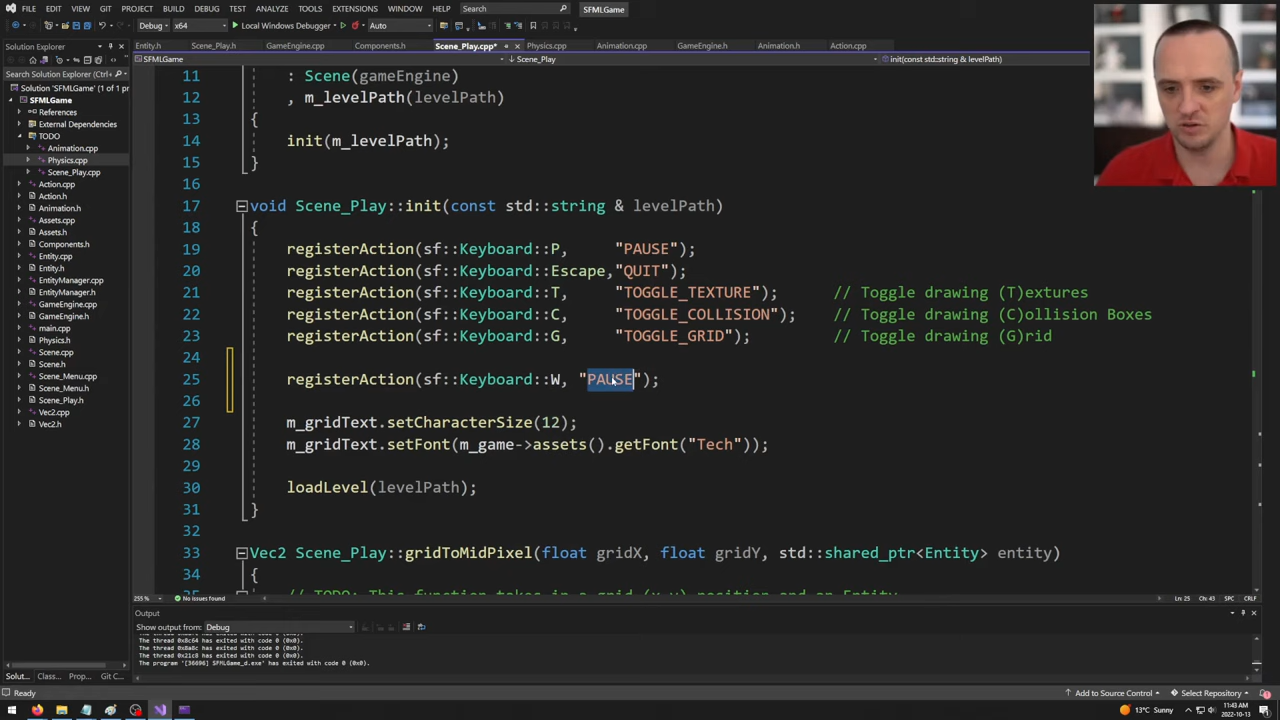 FILE EDIT VIEW GIT PROJECT BUILD DEBUG TEST ANALYZE TOOLS EXTENSIONS WINDOW HELP Search SFMLGame
Debug x64 Local Windows Debugger Auto
Solution Explorer
Search Solution Explorer (Ctrl+
Solution 'SFMLGame' (1 of 1 pr
SFMLGame
References
External Dependencies
TODO
Animation.cpp
Physics.cpp
Scene_Play.cpp
Action.cpp
Action.h
Animation.h
Assets.cpp
Assets.h
Components.h
Entity.cpp
Entity.h
EntityManager.cpp
EntityManager.h
GameEngine.cpp
GameEngine.h
main.cpp
Physics.h
Scene.cpp
Scene.h
Scene_Menu.cpp
Scene_Menu.h
Scene_Play.h
Vec2.cpp
Vec2.h
Solut... Class... Prop... Git C...
Entity.h Scene_Play.h GameEngine.cpp Components.h Scene_Play.cpp* Physics.cpp Animation.cpp GameEngine.h Animation.h Action.cpp
SFMLGame Scene_Play init(const std::string & levelPath)
11 : Scene(gameEngine)
12 , m_levelPath(levelPath)
13 {
14 init(m_levelPath);
15 }
16
17 void Scene_Play::init(const std::string & levelPath)
18 {
19 registerAction(sf::Keyboard::P, "PAUSE");
20 registerAction(sf::Keyboard::Escape,"QUIT");
21 registerAction(sf::Keyboard::T, "TOGGLE_TEXTURE"); // Toggle drawing (T)extures
22 registerAction(sf::Keyboard::C, "TOGGLE_COLLISION"); // Toggle drawing (C)ollision Boxes
23 registerAction(sf::Keyboard::G, "TOGGLE_GRID"); // Toggle drawing (G)rid
24
25 registerAction(sf::Keyboard::W, "PAUSE");
26
27 m_gridText.setCharacterSize(12);
28 m_gridText.setFont(m_game->assets().getFont("Tech"));
29
30 loadLevel(levelPath);
31 }
32
33 Vec2 Scene_Play::gridToMidPixel(float gridX, float gridY, std::shared_ptr<Entity> entity)
34 {
35 // TODO: This function takes in a grid (x,y) position and an Entity
255 % No issues found Ln: 25 Ch: 43 SPC CRLF
Output
Show output from: Debug
The thread 0x8c64 has exited with code 0 (0x0).
The thread 0x8a8c has exited with code 0 (0x0).
The thread 0x21c8 has exited with code 0 (0x0).
The program '[36696] SFMLGame_d.exe' has exited with code 0 (0x0).
Ready Add to Source Control Select Repository
13°C Sunny 11:43 AM
2022-10-13